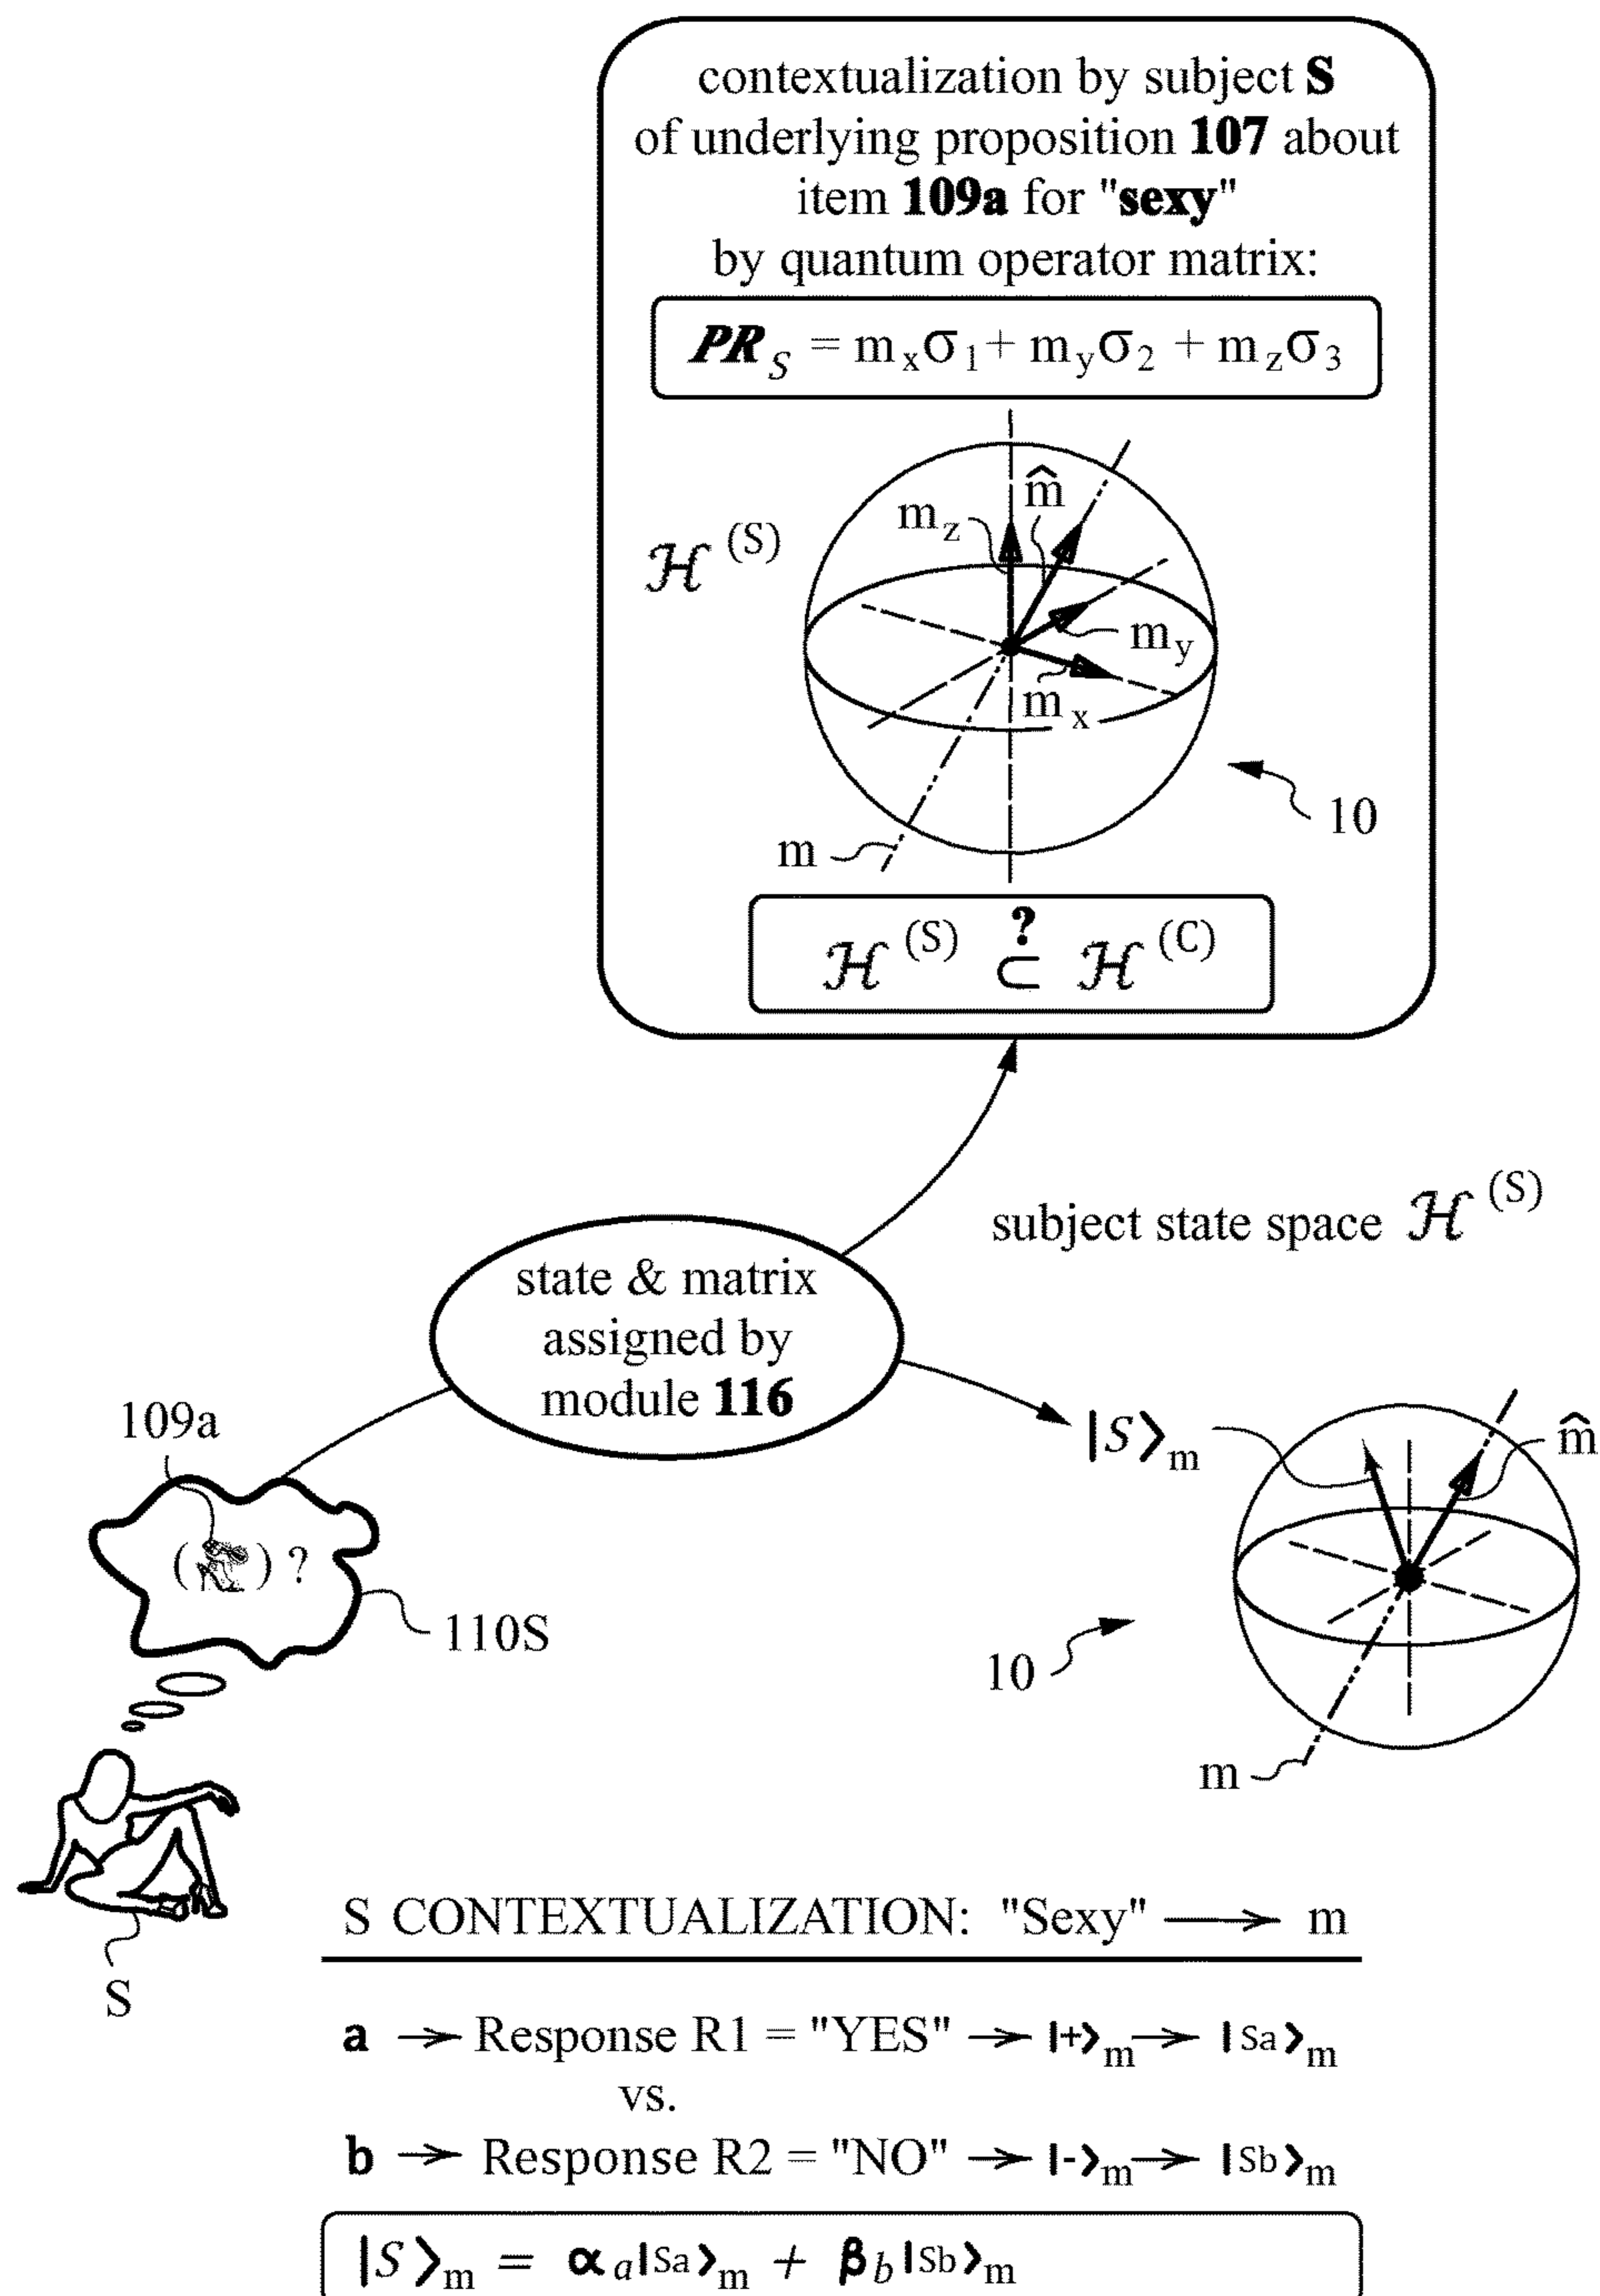 contextualization by subject S
of underlying proposition 107 about
item 109a for "sexy"
by quantum operator matrix:
PR_S = m_xσ_1 + m_yσ_2 + m_zσ_3
ℋ^(S)
m_z
m̂
m_y
m_x
10
m
ℋ^(S) ?⊂ ℋ^(C)
subject state space ℋ^(S)
state & matrix
assigned by
module 116
109a
|S⟩_m
m̂
( ) ?
110S
10
m
S
S CONTEXTUALIZATION: "Sexy" → m
a → Response R1 = "YES" → |+⟩_m → |Sa⟩_m
vs.
b → Response R2 = "NO" → |-⟩_m → |Sb⟩_m
|S⟩_m = α_a|Sa⟩_m + β_b|Sb⟩_m